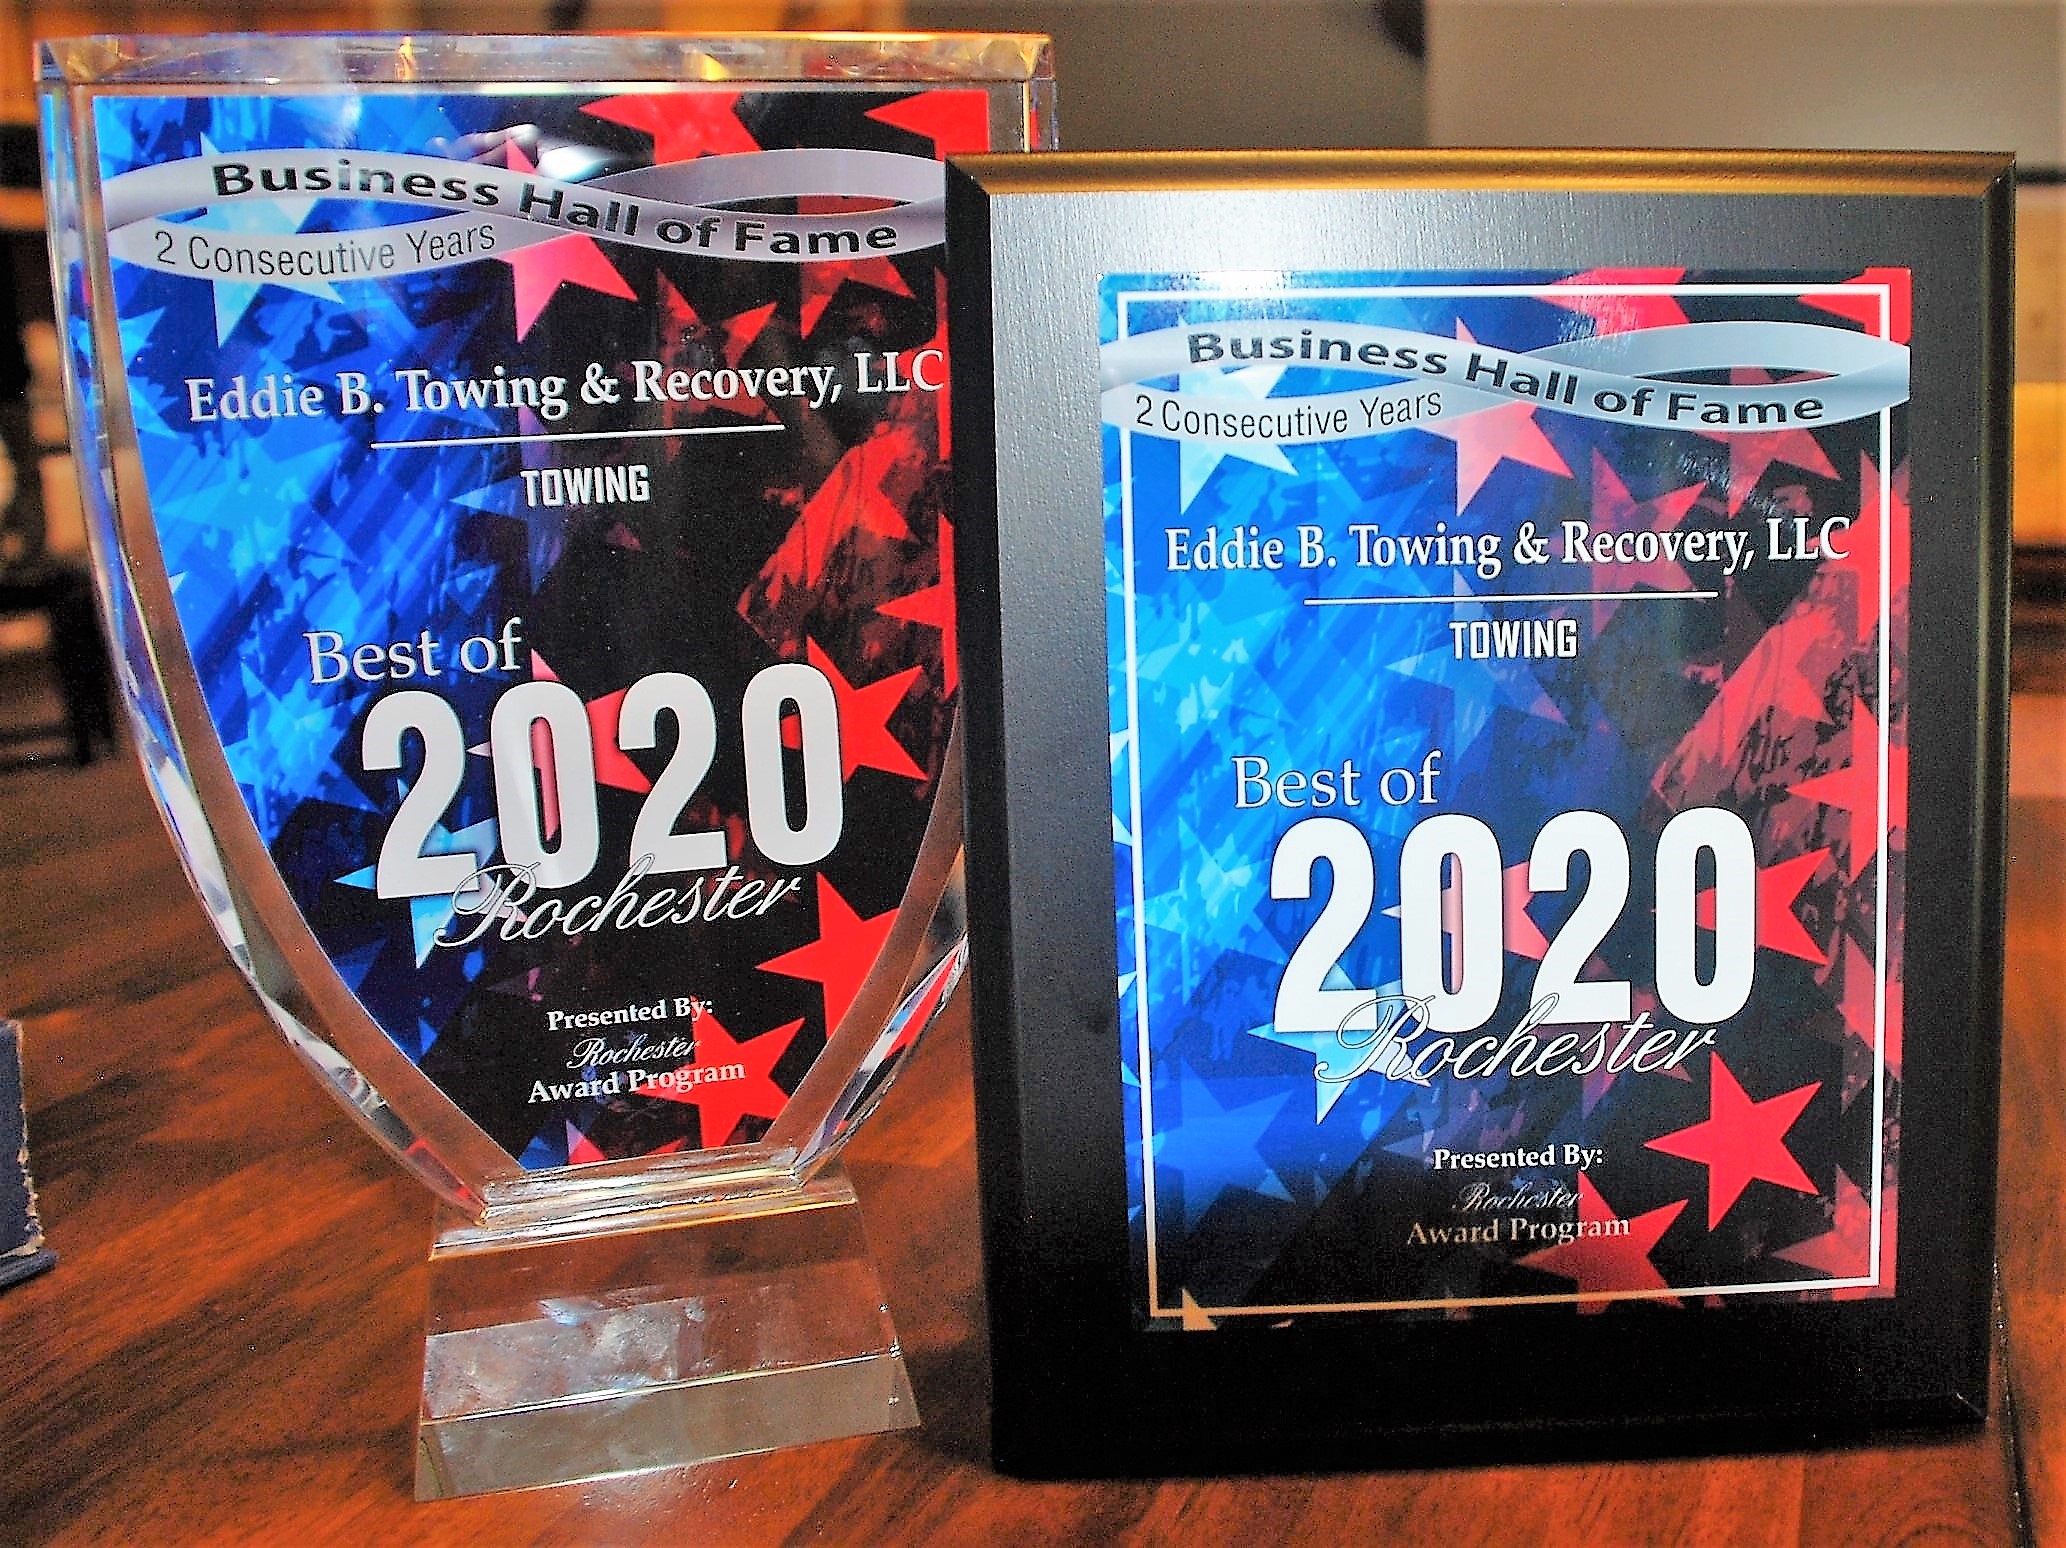 Business Hall of Fame
2 Consecutive Years
Eddie B. Towing & Recovery, LLC
TOWING
Best of
2020
Rochester
Presented By:
Rochester
Award Program
Business Hall of Fame
2 Consecutive Years
Eddie B. Towing & Recovery, LLC
TOWING
Best of
2020
Rochester
Presented By:
Rochester
Award Program